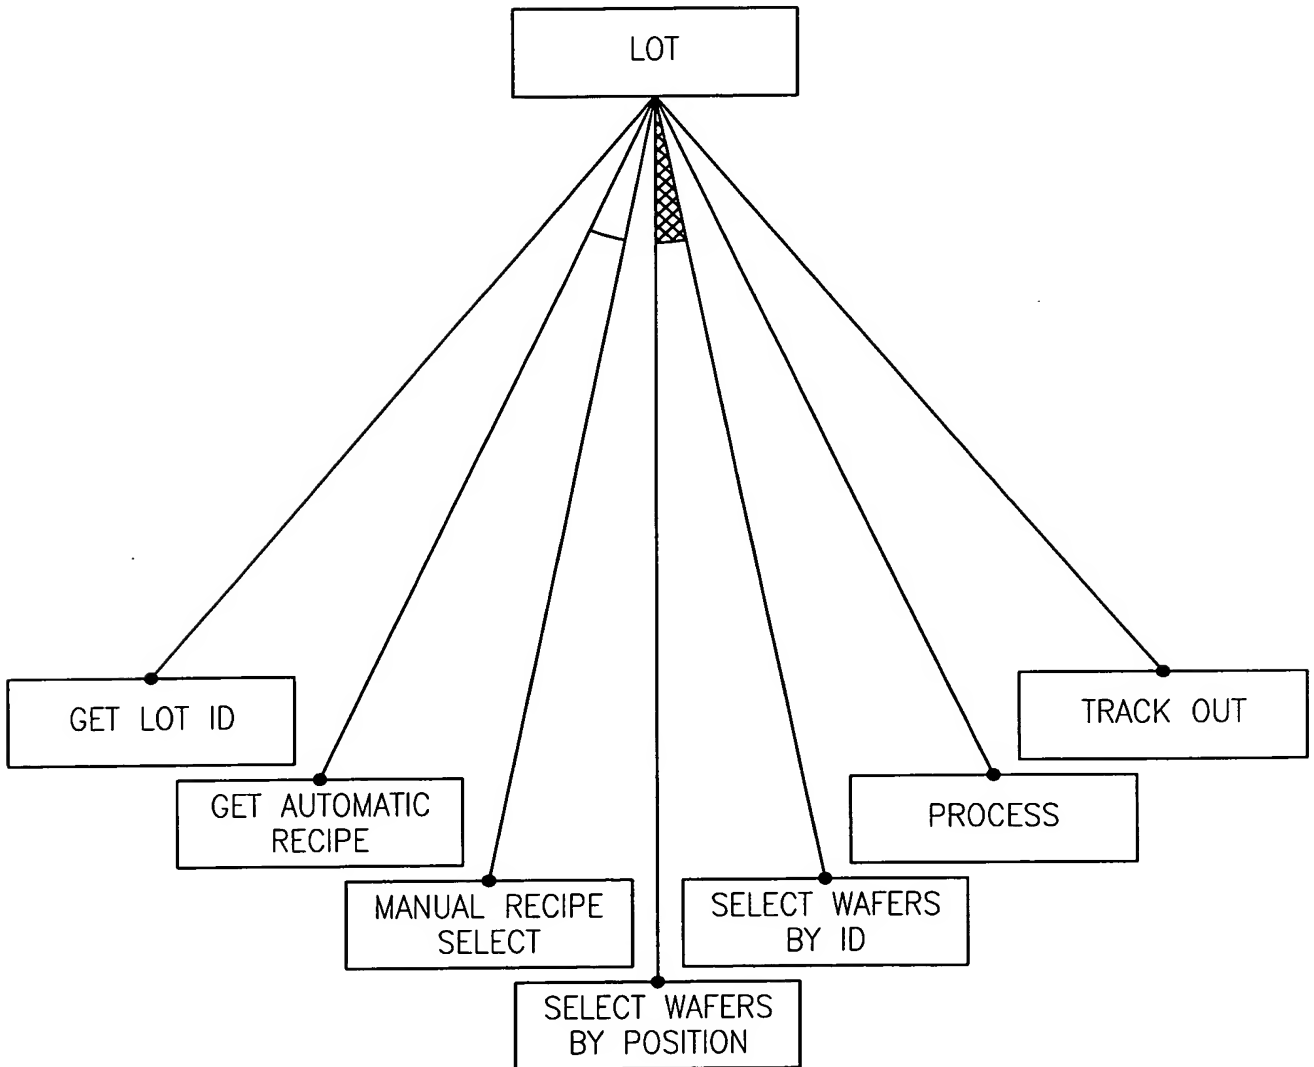 LOT
GET LOT ID
GET AUTOMATIC
RECIPE
MANUAL RECIPE
SELECT
SELECT WAFERS
BY POSITION
SELECT WAFERS
BY ID
PROCESS
TRACK OUT